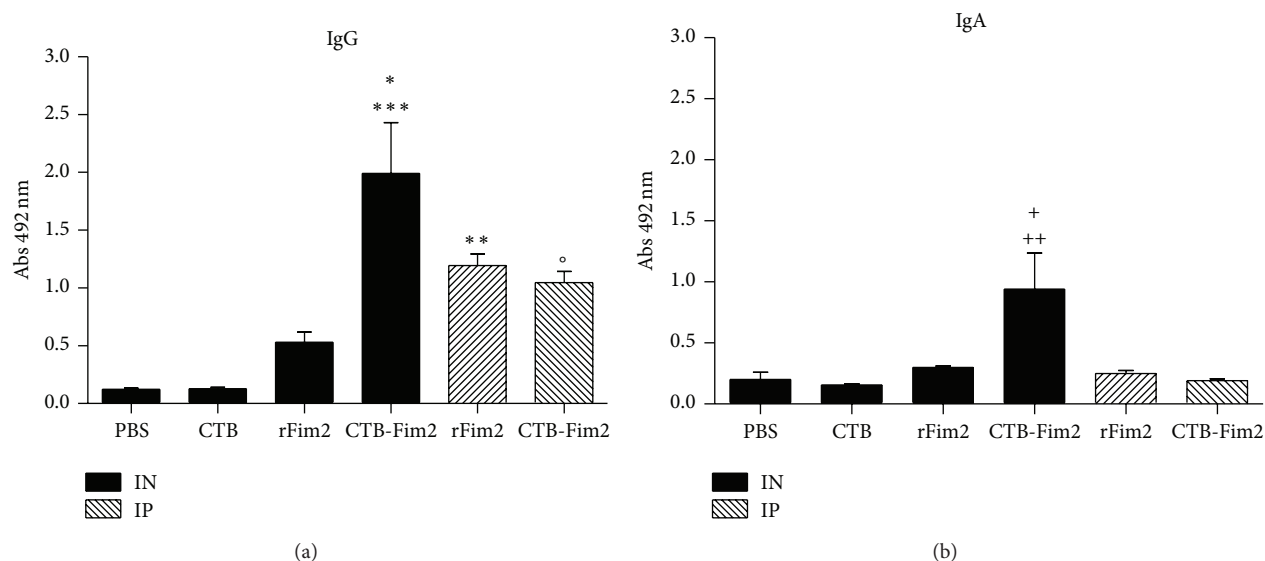 IgG
3.0
2.5
2.0
1.5
1.0
0.5
0.0
Abs 492 nm
*
***
**
°
PBS CTB rFim2 CTB-Fim2 rFim2 CTB-Fim2
IN
IP
(a)
IgA
3.0
2.5
2.0
1.5
1.0
0.5
0.0
Abs 492 nm
+
++
PBS CTB rFim2 CTB-Fim2 rFim2 CTB-Fim2
IN
IP
(b)